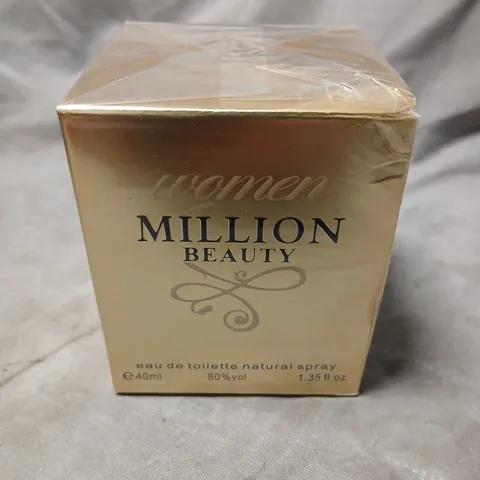 women
MILLION
BEAUTY
eau de toilette natural spray
℮40ml 80%vol. 1.35 fl oz.